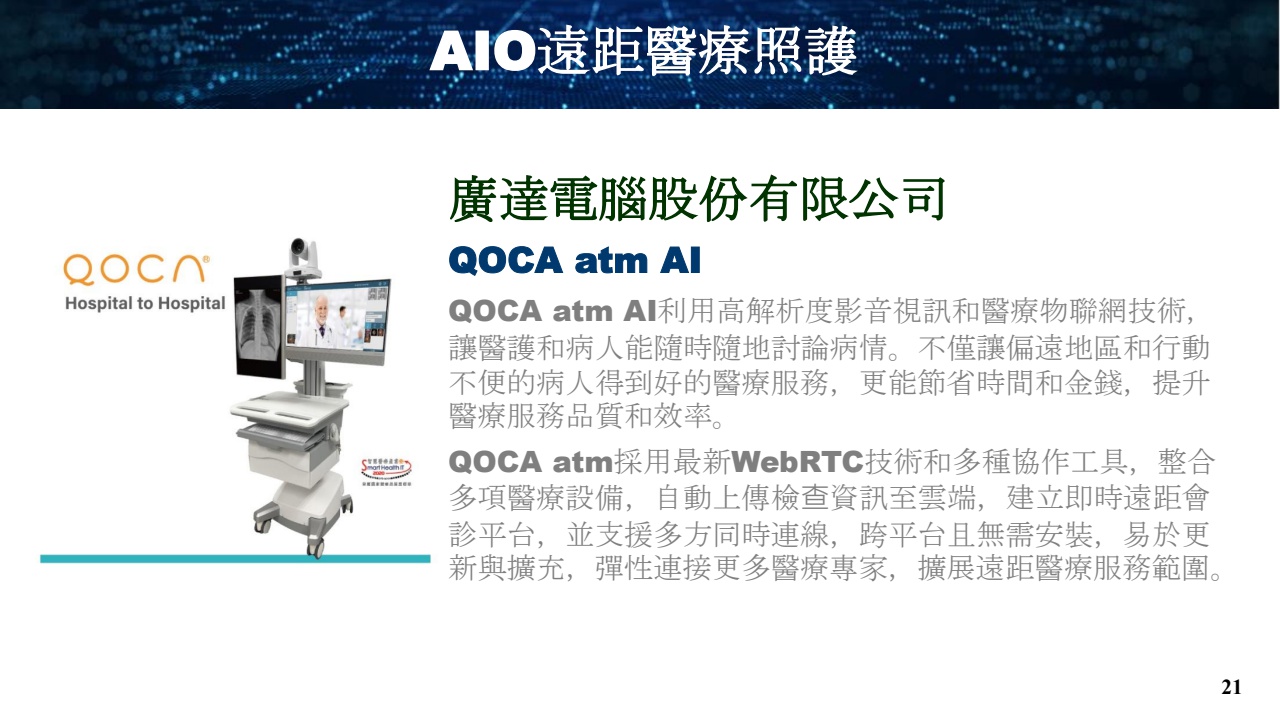 AIO遠距醫療照護
廣達電腦股份有限公司
QOCA atm AI
QOCA®
Hospital to Hospital
QOCA atm AI利用高解析度影音視訊和醫療物聯網技術，
讓醫護和病人能隨時隨地討論病情。不僅讓偏遠地區和行動
不便的病人得到好的醫療服務，更能節省時間和金錢，提升
醫療服務品質和效率。
QOCA atm採用最新WebRTC技術和多種協作工具，整合
多項醫療設備，自動上傳檢查資訊至雲端，建立即時遠距會
診平台，並支援多方同時連線，跨平台且無需安裝，易於更
新與擴充，彈性連接更多醫療專家，擴展遠距醫療服務範圍。
Smart Health IT
2020
21